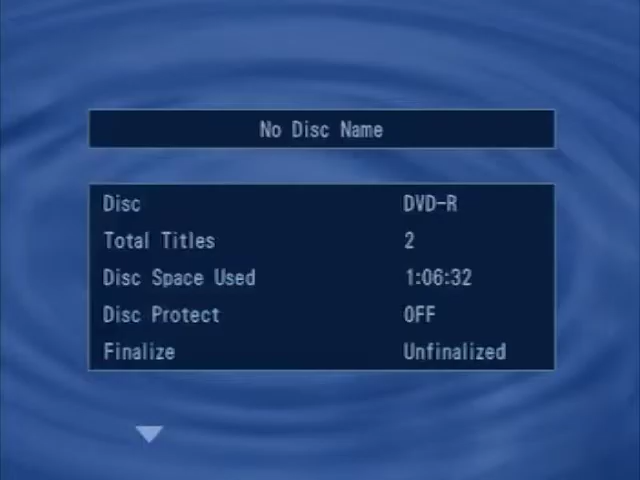 No Disc Name
Disc DVD-R
Total Titles 2
Disc Space Used 1:06:32
Disc Protect OFF
Finalize Unfinalized